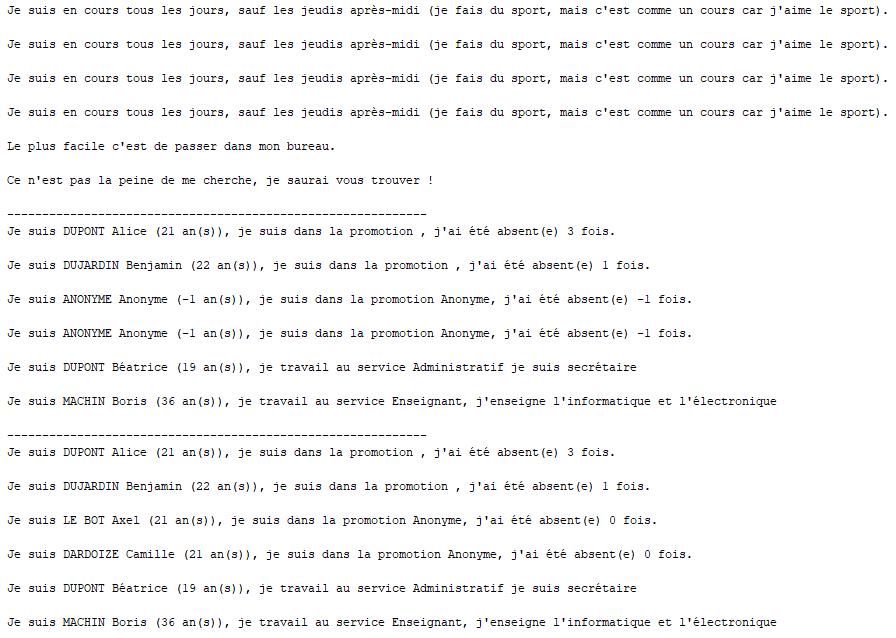 Je suis en cours tous les jours, sauf les jeudis après-midi (je fais du sport, mais c'est comme un cours car j'aime le sport).
Je suis en cours tous les jours, sauf les jeudis après-midi (je fais du sport, mais c'est comme un cours car j'aime le sport).
Je suis en cours tous les jours, sauf les jeudis après-midi (je fais du sport, mais c'est comme un cours car j'aime le sport).
Je suis en cours tous les jours, sauf les jeudis après-midi (je fais du sport, mais c'est comme un cours car j'aime le sport).
Le plus facile c'est de passer dans mon bureau.
Ce n'est pas la peine de me cherche, je saurai vous trouver !
------------------------------------------------------------
Je suis DUPONT Alice (21 an(s)), je suis dans la promotion , j'ai été absent(e) 3 fois.
Je suis DUJARDIN Benjamin (22 an(s)), je suis dans la promotion , j'ai été absent(e) 1 fois.
Je suis ANONYME Anonyme (-1 an(s)), je suis dans la promotion Anonyme, j'ai été absent(e) -1 fois.
Je suis ANONYME Anonyme (-1 an(s)), je suis dans la promotion Anonyme, j'ai été absent(e) -1 fois.
Je suis DUPONT Béatrice (19 an(s)), je travail au service Administratif je suis secrétaire
Je suis MACHIN Boris (36 an(s)), je travail au service Enseignant, j'enseigne l'informatique et l'électronique
------------------------------------------------------------
Je suis DUPONT Alice (21 an(s)), je suis dans la promotion , j'ai été absent(e) 3 fois.
Je suis DUJARDIN Benjamin (22 an(s)), je suis dans la promotion , j'ai été absent(e) 1 fois.
Je suis LE BOT Axel (21 an(s)), je suis dans la promotion Anonyme, j'ai été absent(e) 0 fois.
Je suis DARDOIZE Camille (21 an(s)), je suis dans la promotion Anonyme, j'ai été absent(e) 0 fois.
Je suis DUPONT Béatrice (19 an(s)), je travail au service Administratif je suis secrétaire
Je suis MACHIN Boris (36 an(s)), je travail au service Enseignant, j'enseigne l'informatique et l'électronique